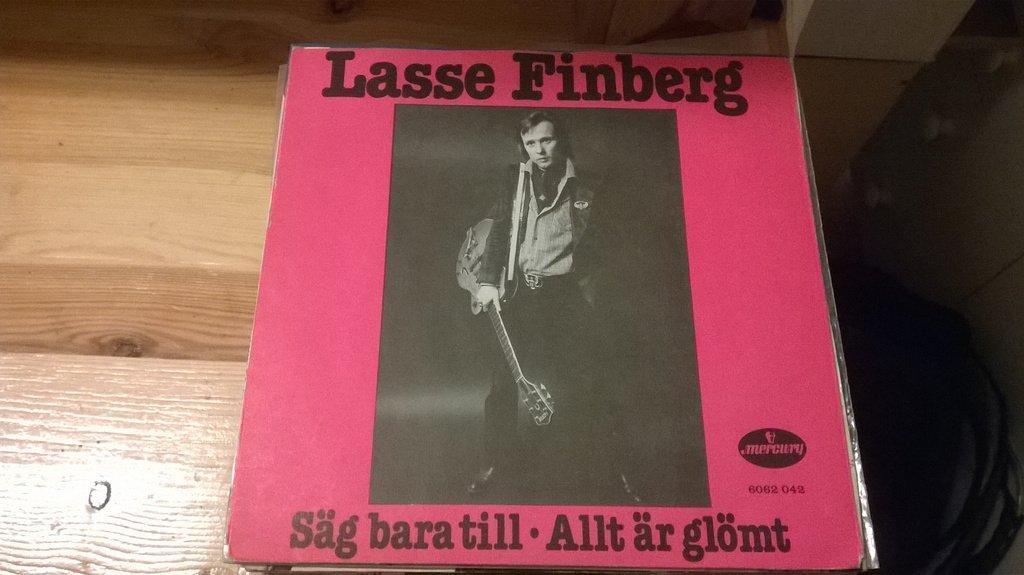 Lasse Finberg
mercury
6062 042
Säg bara till · Allt är glömt